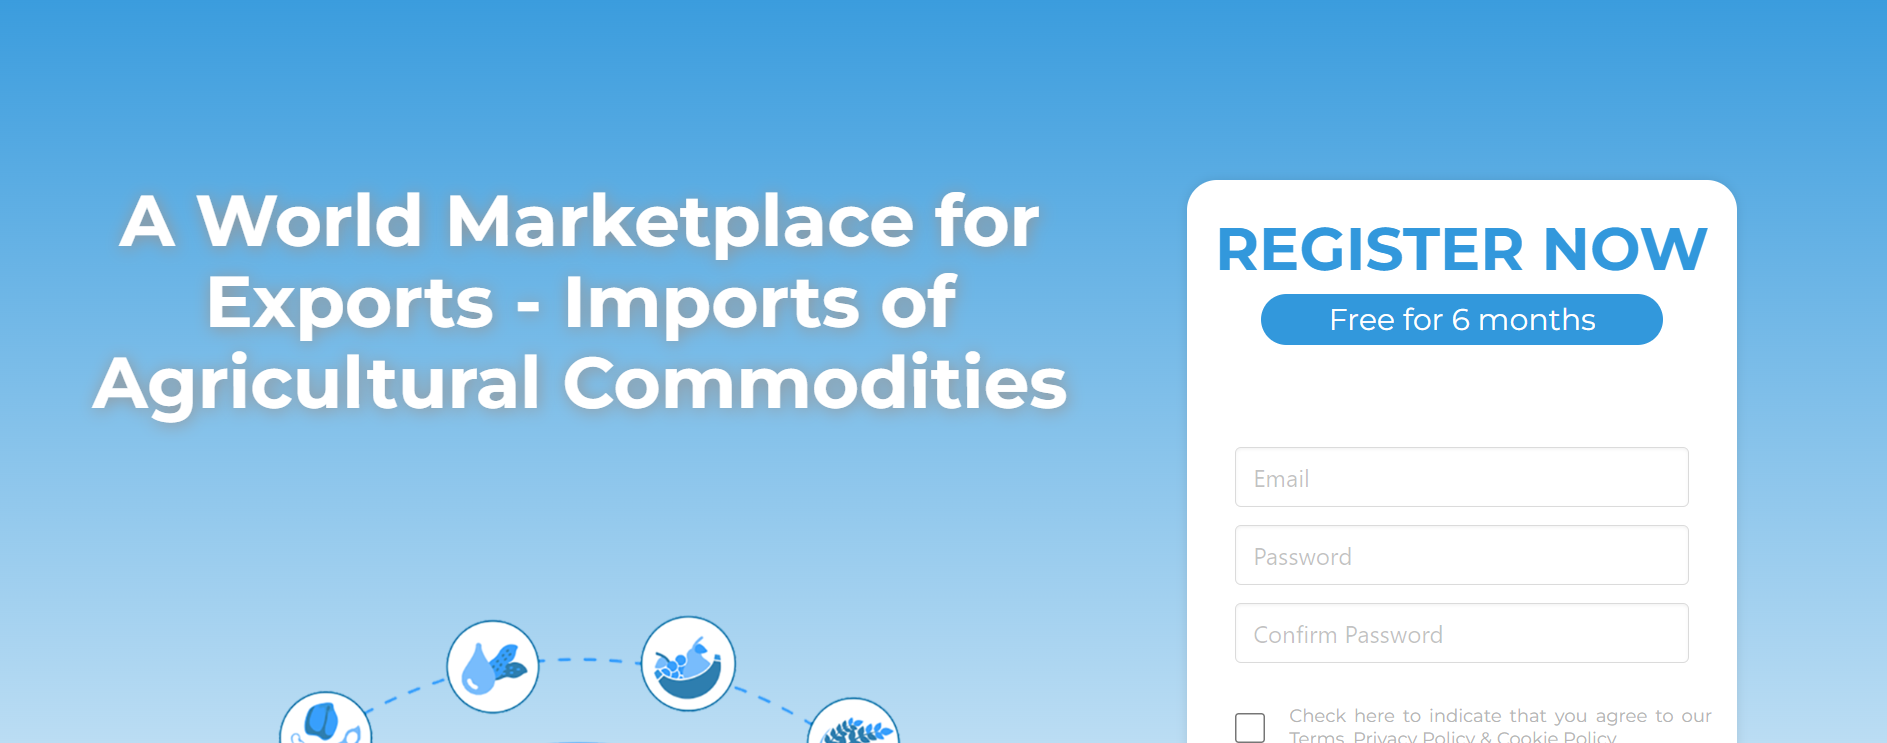 A World Marketplace for
Exports - Imports of
Agricultural Commodities
REGISTER NOW
Free for 6 months
Email
Password
Confirm Password
Check here to indicate that you agree to our
Terms, Privacy Policy & Cookie Policy